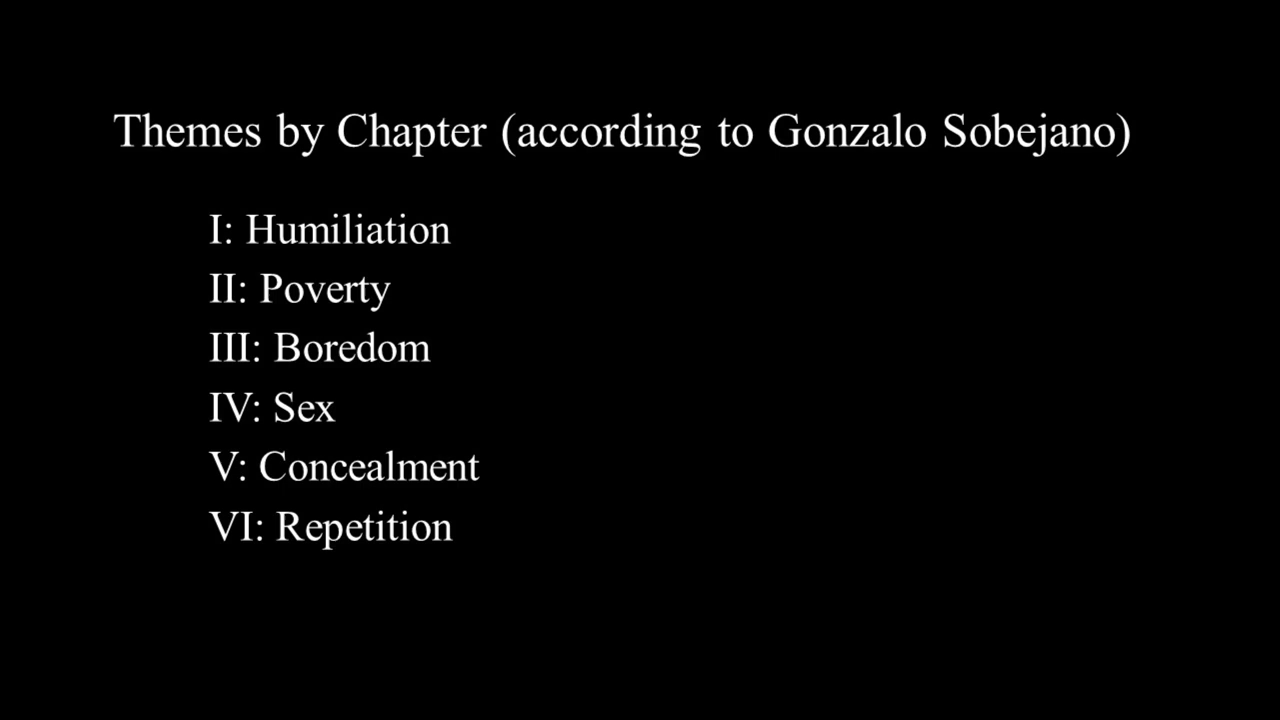 Themes by Chapter (according to Gonzalo Sobejano)
I: Humiliation
II: Poverty
III: Boredom
IV: Sex
V: Concealment
VI: Repetition